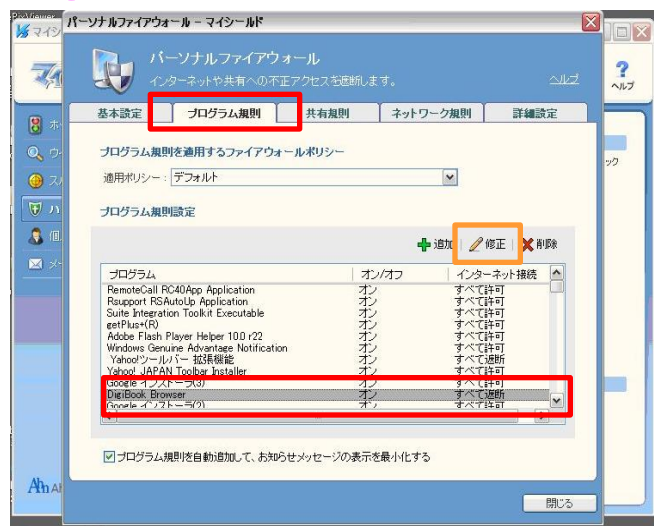 パーソナルファイアウォール - マイシールド
マイシ
パーソナルファイアウォール
インターネットや共有への不正アクセスを遮断します。
ヘルプ
ヘルプ
基本設定 プログラム規則 共有規則 ネットワーク規則 詳細設定
プログラム規則を適用するファイアウォールポリシー
適用ポリシー : デフォルト
プログラム規則設定
追加 修正 削除
プログラム オン/オフ インターネット接続
RemoteCall RC40App Application オン すべて許可
Rsupport RSAutoUp Application オン すべて許可
Suite Integration Toolkit Executable オン すべて許可
getPlus+(R) オン すべて許可
Adobe Flash Player Helper 10.0 r22 オン すべて許可
Windows Genuine Advantage Notification オン すべて許可
Yahoo!ツールバー 拡張機能 オン すべて遮断
Yahoo! JAPAN Toolbar Installer オン すべて許可
Google インストーラ(3) オン すべて許可
DigiBook Browser オン すべて遮断
Google インストーラ(2) オン すべて許可
プログラム規則を自動追加して、お知らせメッセージの表示を最小化する
閉じる